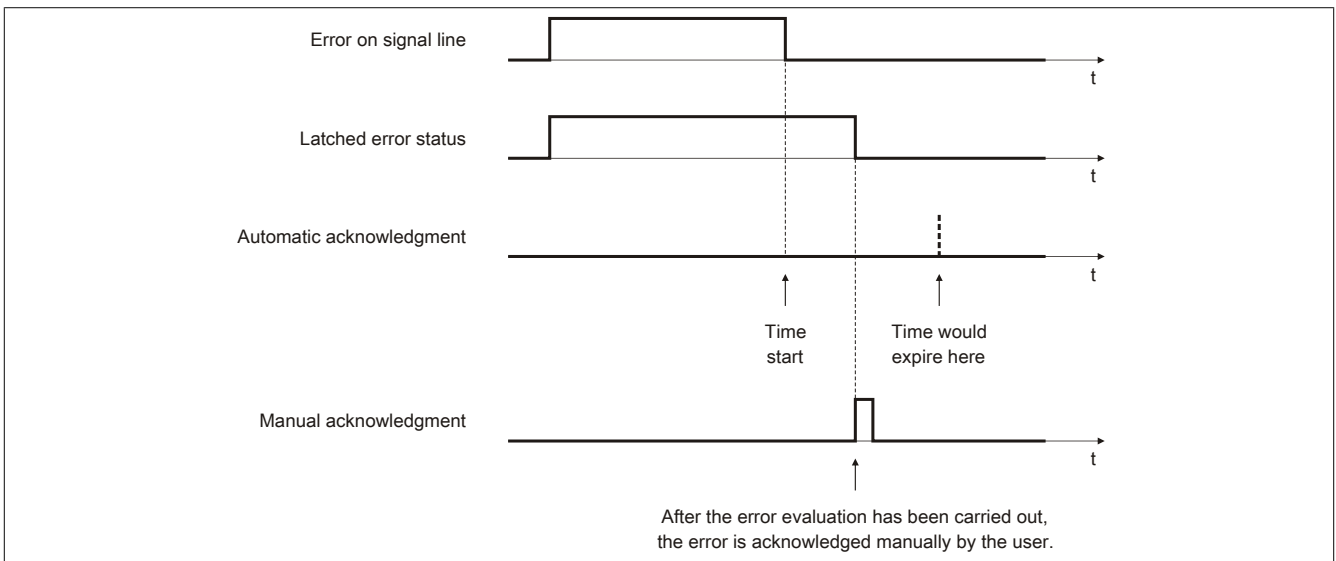 Error on signal line
t
Latched error status
t
Automatic acknowledgment
t
Time
start
Time would
expire here
Manual acknowledgment
t
After the error evaluation has been carried out,
the error is acknowledged manually by the user.